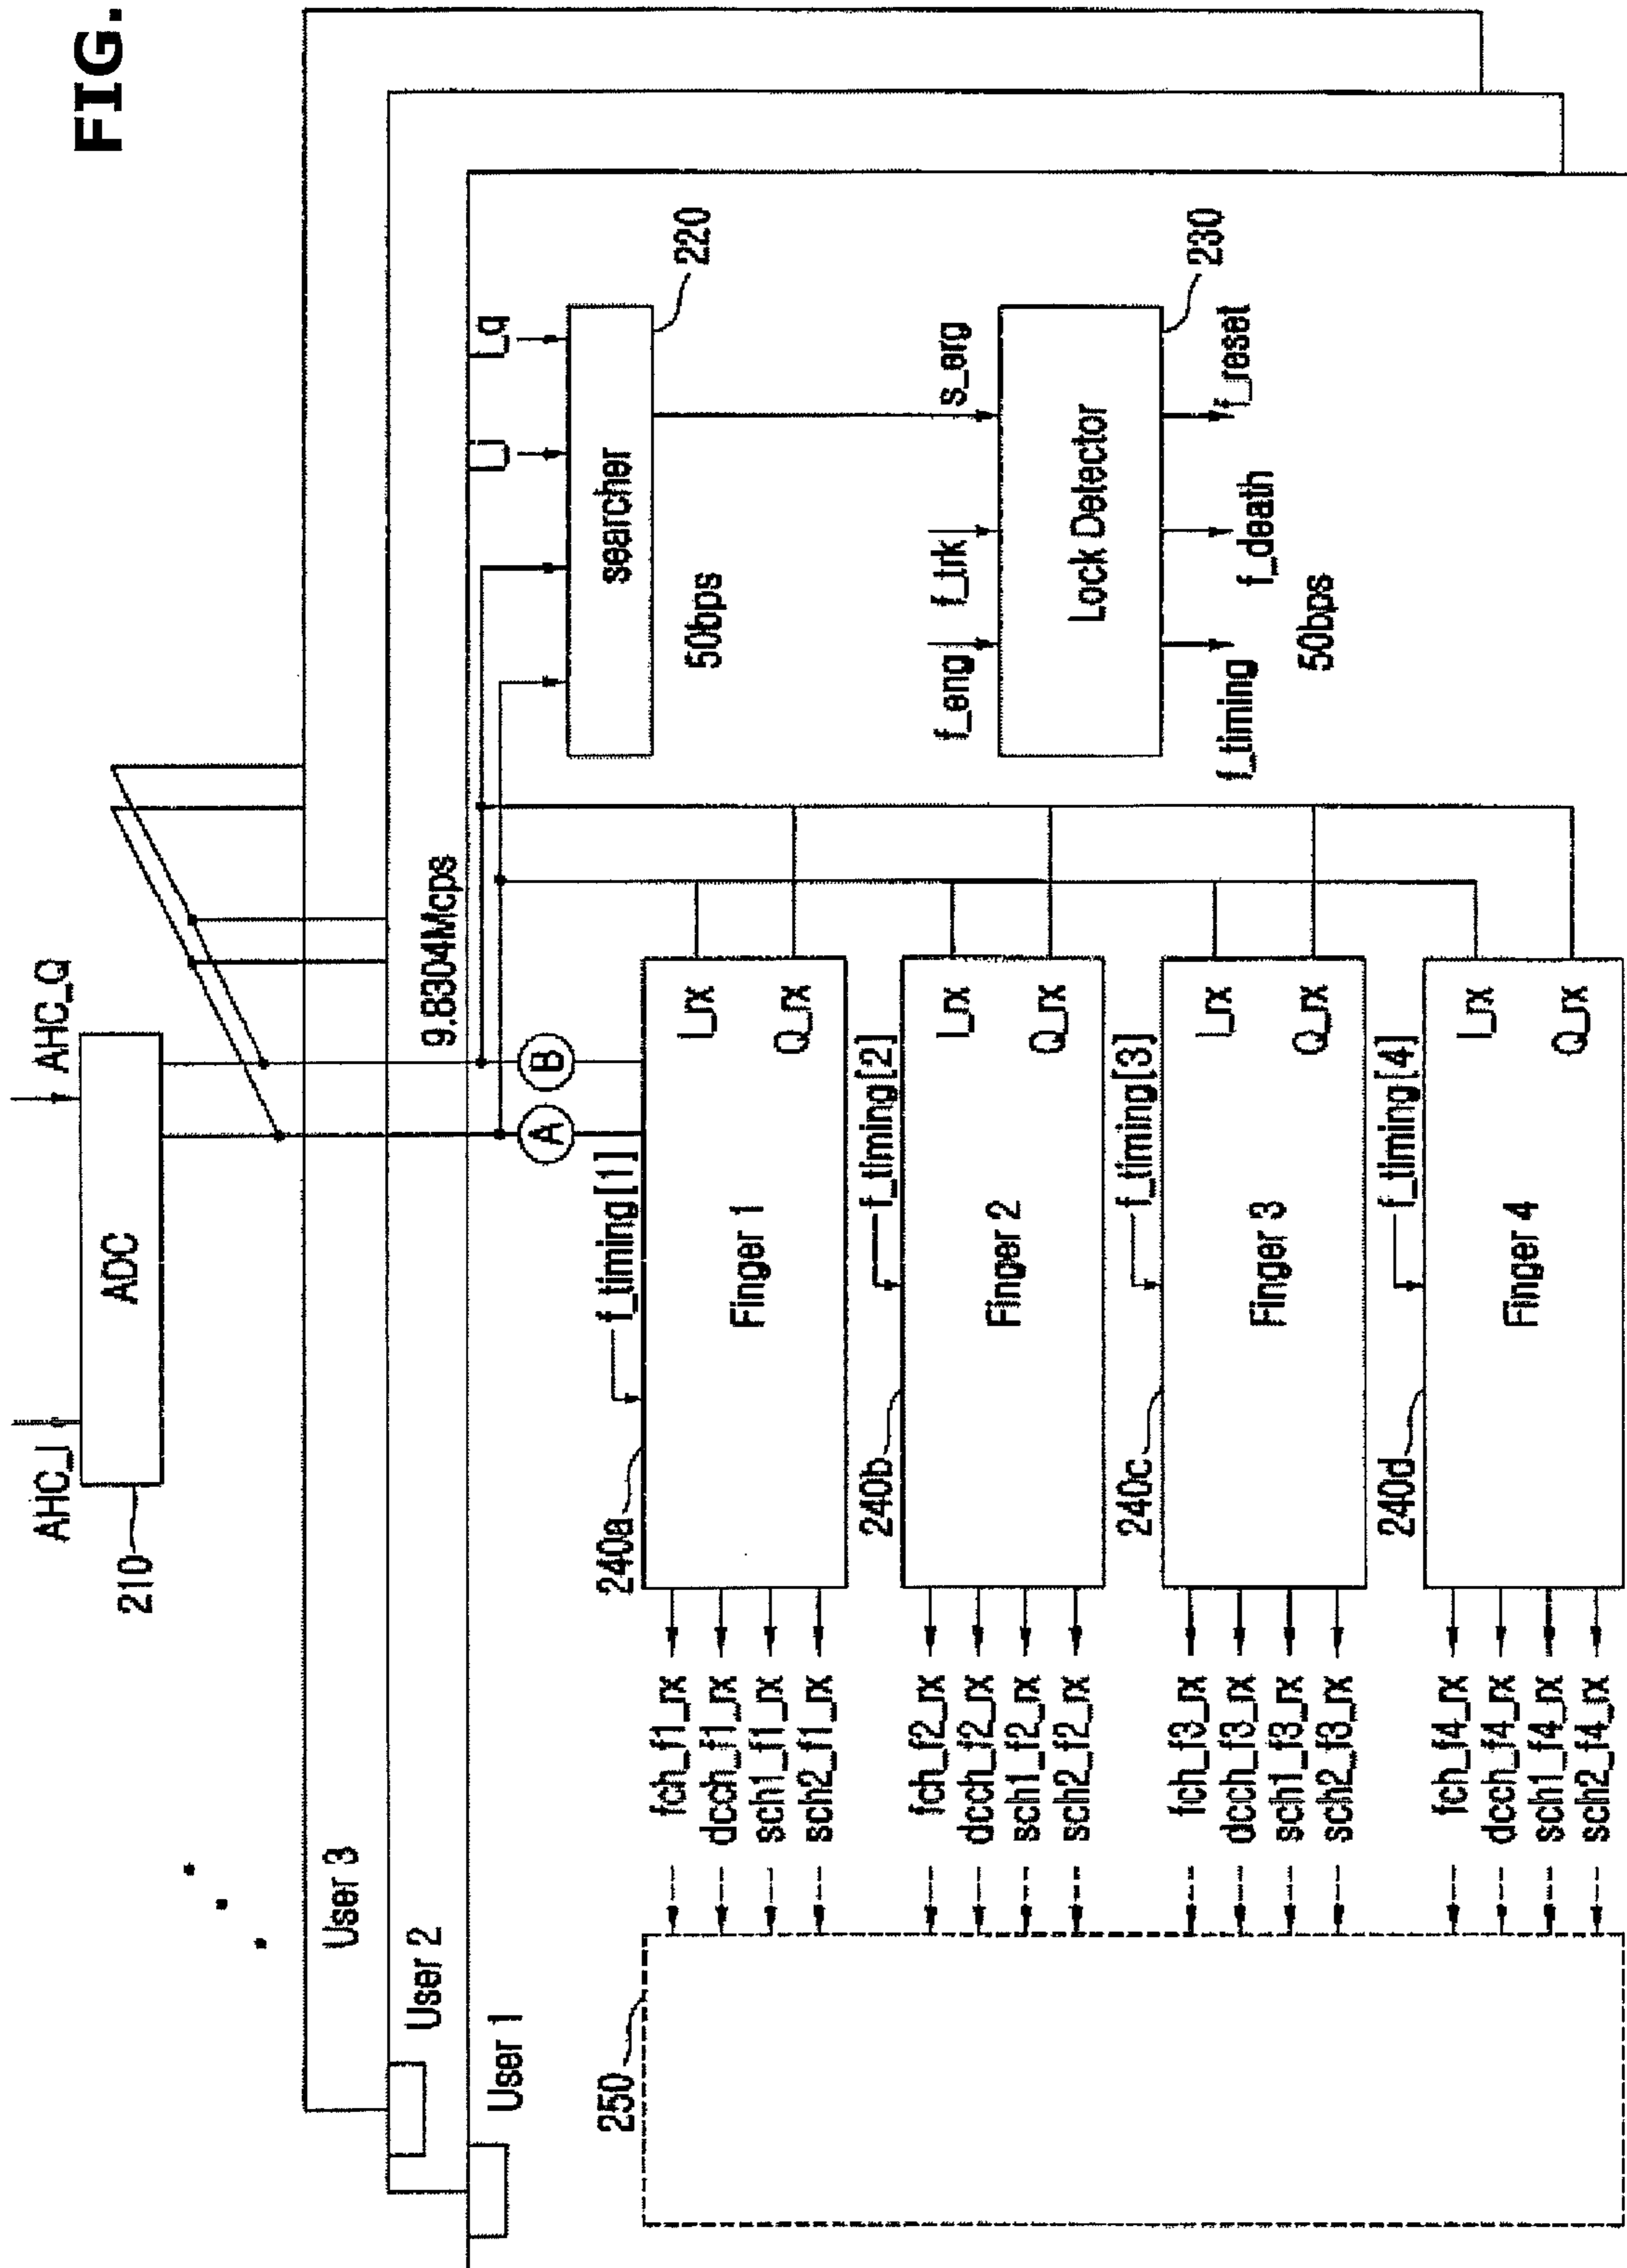 FIG.
AHC_I
AHC_Q
210
ADC
User 3
User 2
User 1
9.8304Mcps
A
B
i_q
searcher
220
50bps
s_erg
f_eng
f_trk
Lock Detector
230
f_timing
f_death
f_reset
50bps
250
fch_f1_rx
dcch_f1_rx
sch1_f1_rx
sch2_f1_rx
240a
f_timing[1]
Finger 1
I_rx
Q_rx
fch_f2_rx
dcch_f2_rx
sch1_f2_rx
sch2_f2_rx
240b
f_timing[2]
Finger 2
I_rx
Q_rx
fch_f3_rx
dcch_f3_rx
sch1_f3_rx
sch2_f3_rx
240c
f_timing[3]
Finger 3
I_rx
Q_rx
fch_f4_rx
dcch_f4_rx
sch1_f4_rx
sch2_f4_rx
240d
f_timing[4]
Finger 4
I_rx
Q_rx